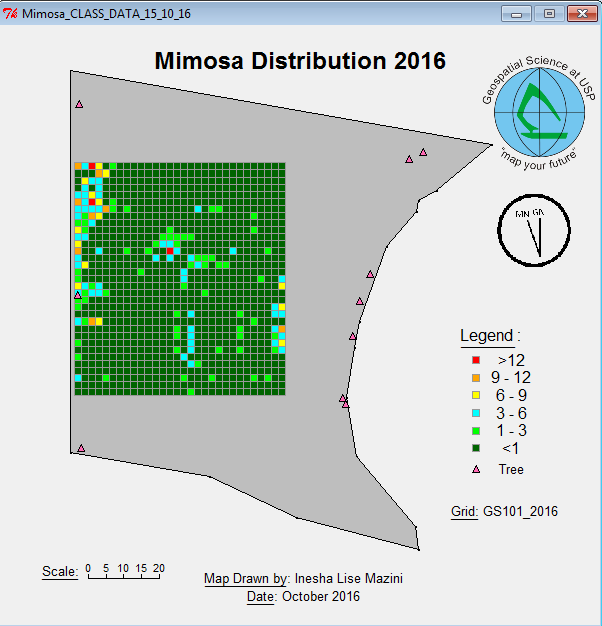 Mimosa_CLASS_DATA_15_10_16
Mimosa Distribution 2016
Geospatial Science at USP
"map your future"
MN GN
Legend :
>12
9 - 12
6 - 9
3 - 6
1 - 3
<1
Tree
Grid: GS101_2016
Scale: 0 5 10 15 20
Map Drawn by: Inesha Lise Mazini
Date: October 2016